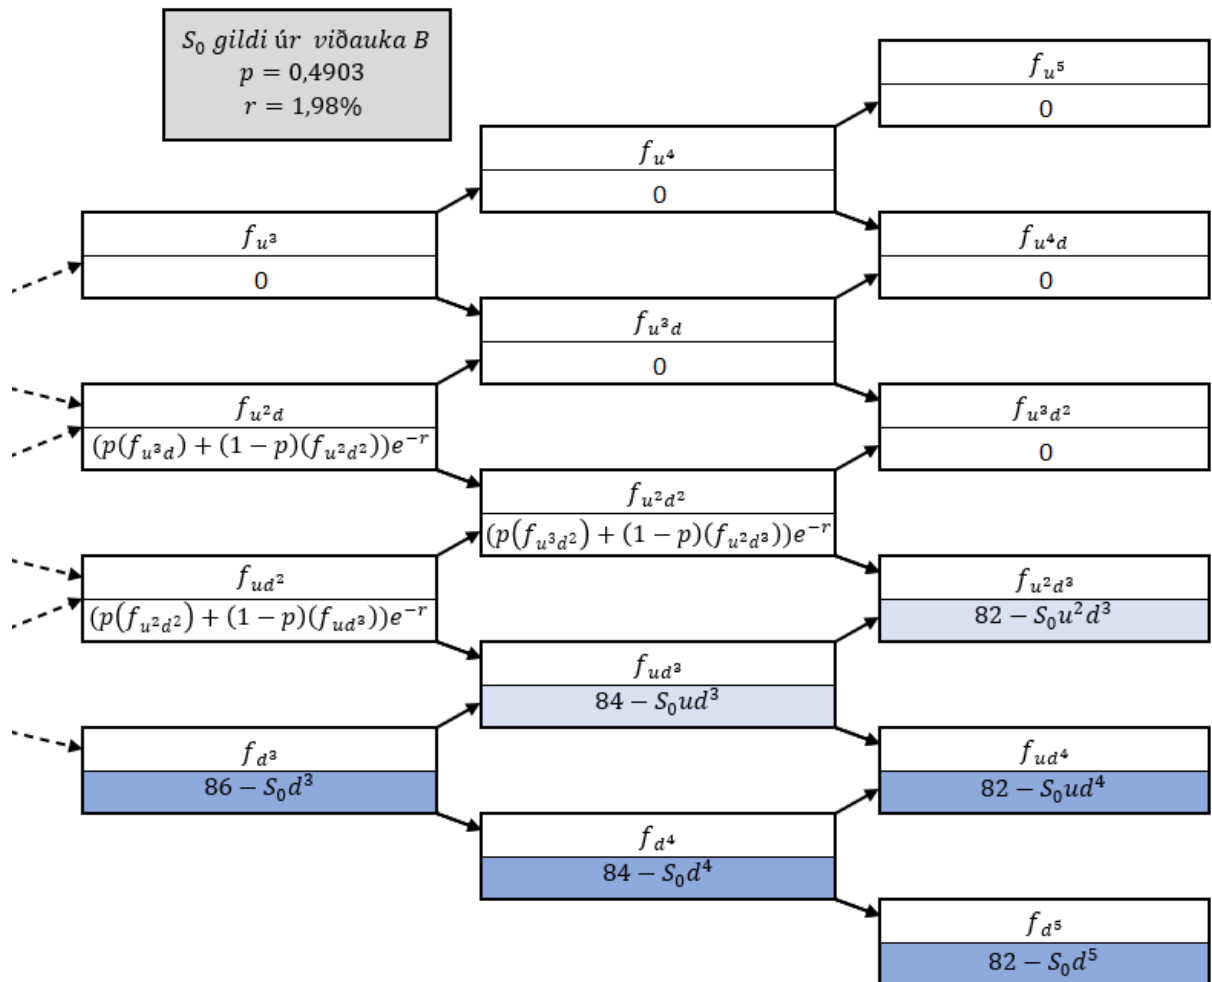 S₀ gildi úr viðauka B
p = 0,4903
r = 1,98%
f_{u⁵}
0
f_{u⁴}
0
f_{u³}
0
f_{u⁴d}
0
f_{u³d}
0
f_{u²d}
(p(f_{u³d}) + (1 − p)(f_{u²d²}))e^{−r}
f_{u³d²}
0
f_{u²d²}
(p(f_{u³d²}) + (1 − p)(f_{u²d³}))e^{−r}
f_{ud²}
(p(f_{u²d²}) + (1 − p)(f_{ud³}))e^{−r}
f_{u²d³}
82 − S₀u²d³
f_{ud³}
84 − S₀ud³
f_{d³}
86 − S₀d³
f_{ud⁴}
82 − S₀ud⁴
f_{d⁴}
84 − S₀d⁴
f_{d⁵}
82 − S₀d⁵